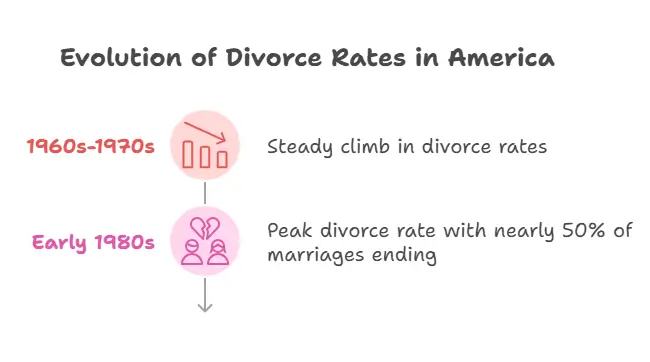 Evolution of Divorce Rates in America
1960s-1970s
Steady climb in divorce rates
Early 1980s
Peak divorce rate with nearly 50% of
marriages ending